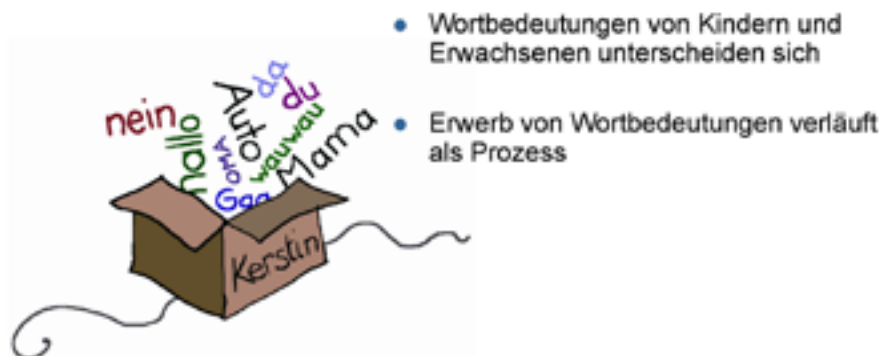 Wortbedeutungen von Kindern und
Erwachsenen unterscheiden sich
Erwerb von Wortbedeutungen verläuft
als Prozess
nein
hallo
OMA
Auto
da
du
wauwau
Mama
Kerstin